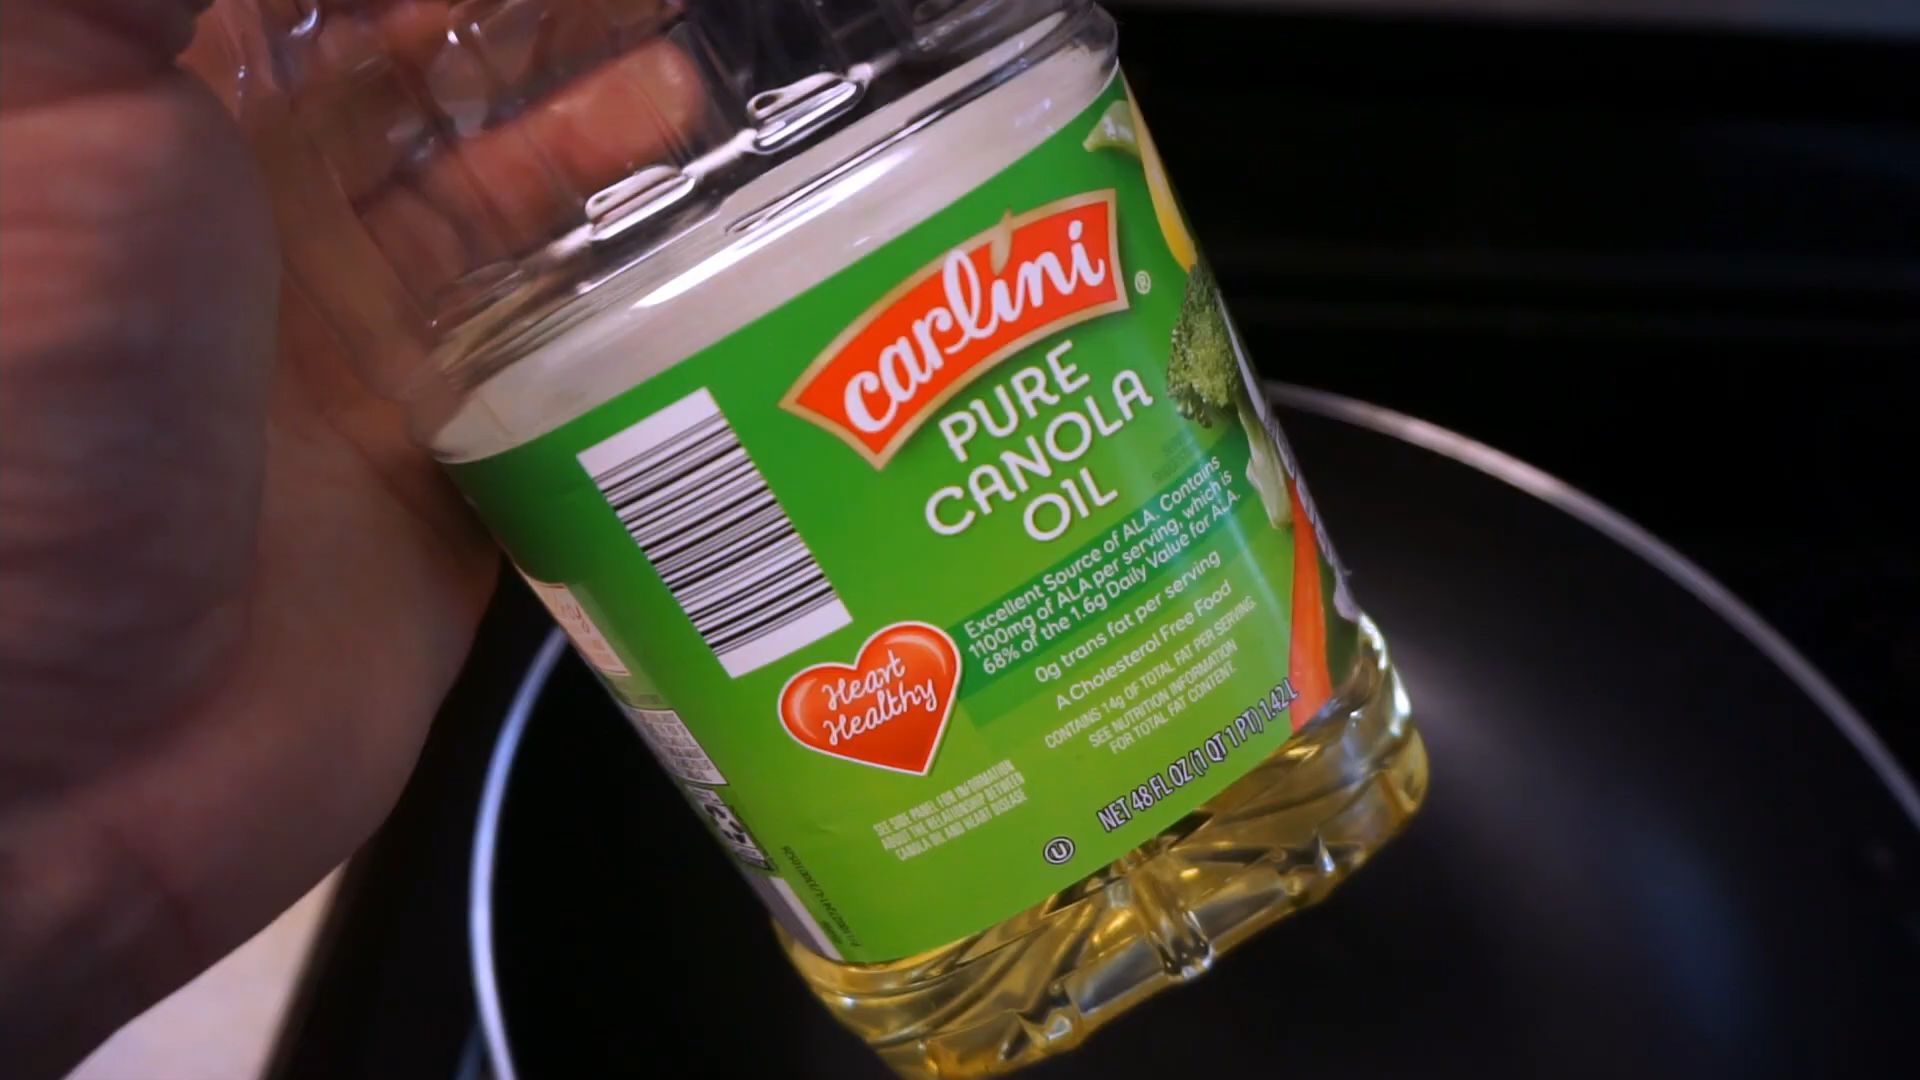 carlini
®
PURE
CANOLA
OIL
Excellent Source of ALA. Contains
1100mg of ALA per serving, which is
68% of the 1.6g Daily Value for ALA.
0g trans fat per serving
A Cholesterol Free Food
CONTAINS 14g OF TOTAL FAT PER SERVING.
SEE NUTRITION INFORMATION
FOR TOTAL FAT CONTENT.
Heart
Healthy
SEE SIDE PANEL FOR INFORMATION
ABOUT THE RELATIONSHIP BETWEEN
CANOLA OIL AND HEART DISEASE
NET 48 FL OZ (1 QT 1 PT) 1.42 L
U